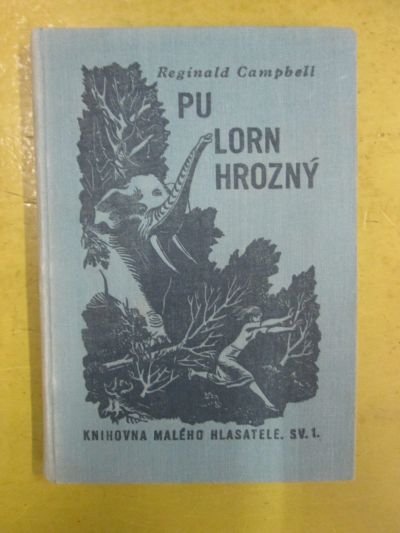 Reginald Campbell
PU
LORN
HROZNÝ
KNIHOVNA MALÉHO HLASATELE. SV. 1.